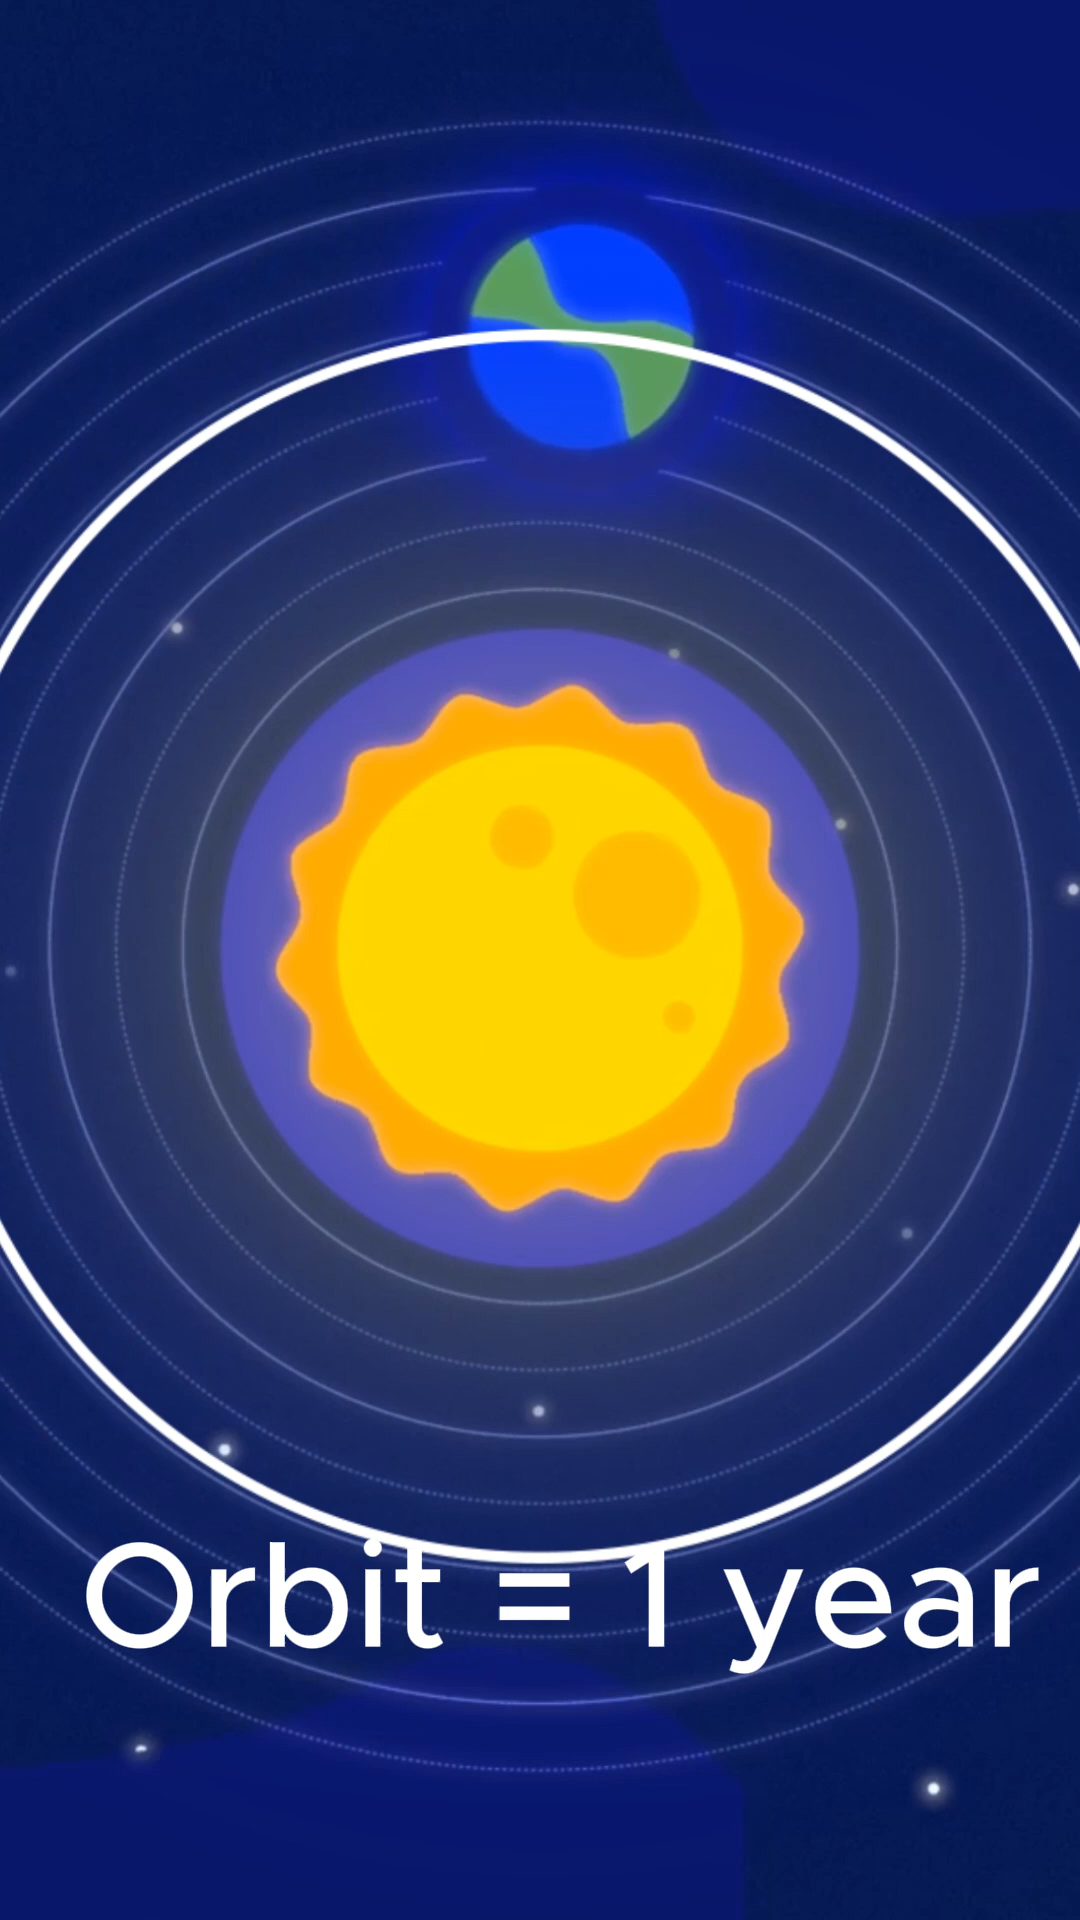 Orbit = 1 year